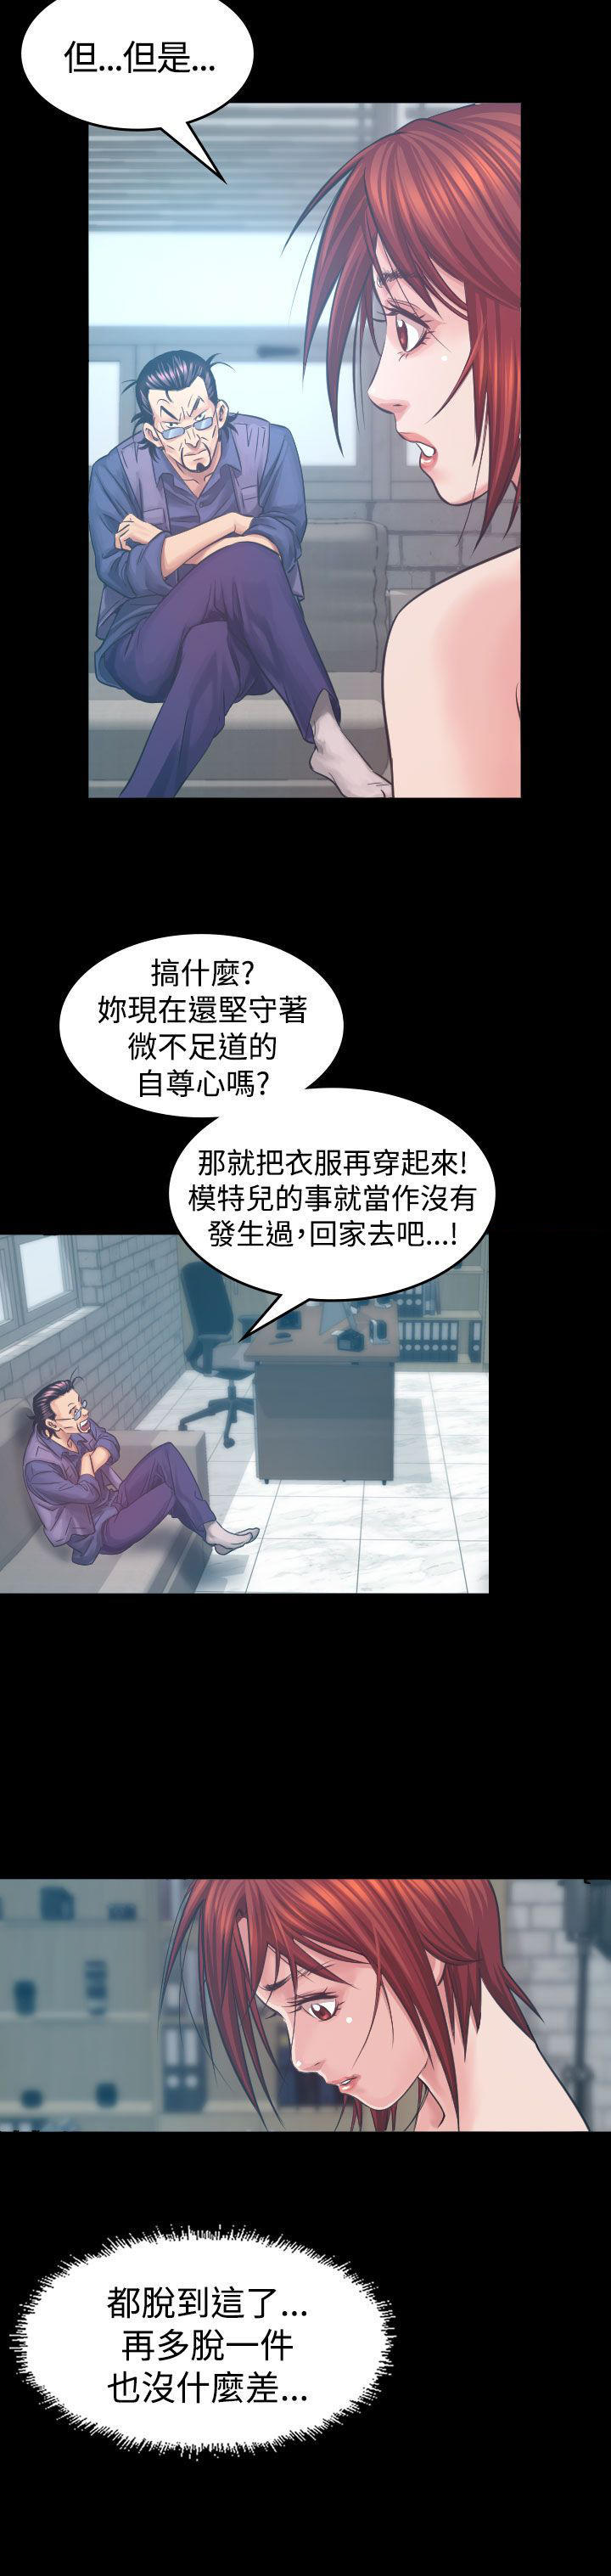 但...但是...
搞什麼?
妳現在還堅守著
微不足道的
自尊心嗎?
那就把衣服再穿起來!
模特兒的事就當作沒有
發生過,回家去吧...!
都脫到這了...
再多脫一件
也沒什麼差...